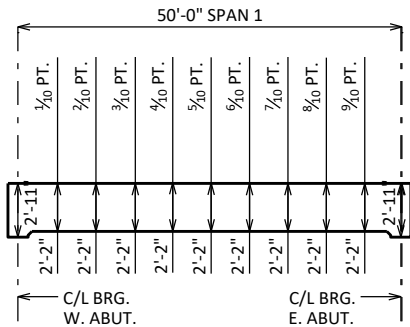 50'-0" SPAN 1
1/10 PT.
2/10 PT.
3/10 PT.
4/10 PT.
5/10 PT.
6/10 PT.
7/10 PT.
8/10 PT.
9/10 PT.
2'-11"
2'-11"
2'-2"
2'-2"
2'-2"
2'-2"
2'-2"
2'-2"
2'-2"
2'-2"
2'-2"
C/L BRG.
W. ABUT.
C/L BRG.
E. ABUT.